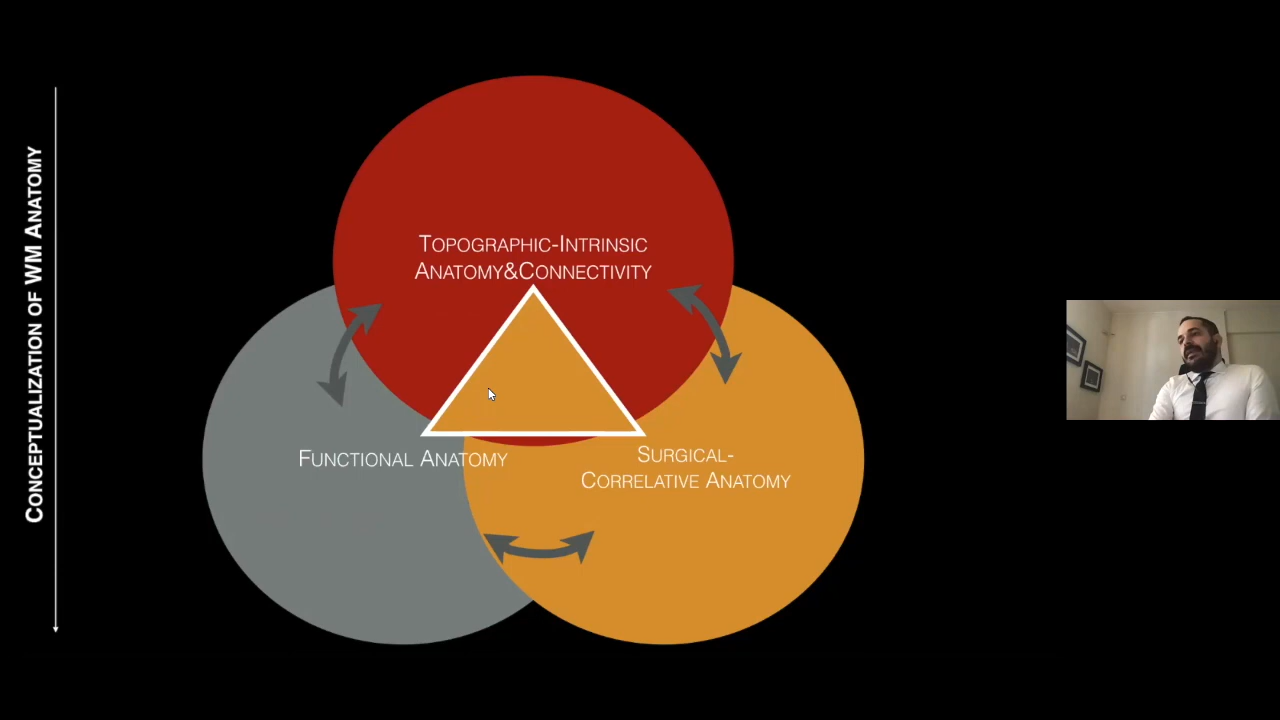 CONCEPTUALIZATION OF WM ANATOMY
TOPOGRAPHIC-INTRINSIC
ANATOMY&CONNECTIVITY
FUNCTIONAL ANATOMY
SURGICAL-
CORRELATIVE ANATOMY